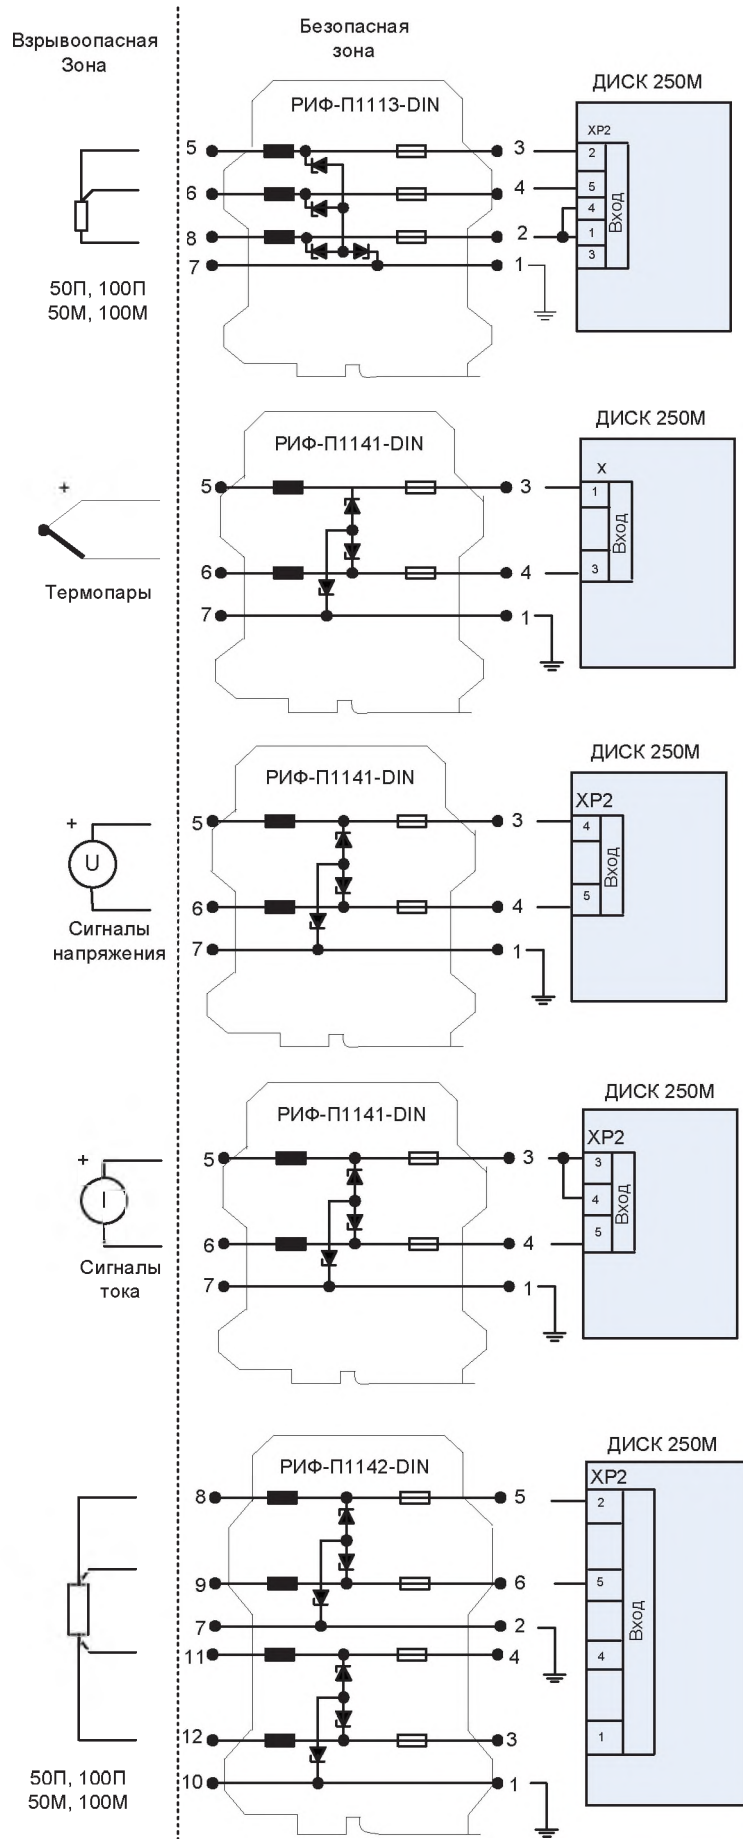 Взрывоопасная
Зона
Безопасная
зона
РИФ-П1113-DIN
ДИСК 250М
XP2
5 3 2
6 4 5
4
8 2 1
3
7 1
Вход
50П, 100П
50М, 100М
РИФ-П1141-DIN
ДИСК 250М
X
+
5 3 1
6 4 3
7 1
Вход
Термопары
РИФ-П1141-DIN
ДИСК 250М
XP2
+
5 3 4
U
6 4 5
7 1
Вход
Сигналы
напряжения
РИФ-П1141-DIN
ДИСК 250М
XP2
+
5 3 3
I
4
6 4 5
7 1
Вход
Сигналы
тока
РИФ-П1142-DIN
ДИСК 250М
XP2
8 5 2
9 6 5
7 2
11 4 4
12 3 1
10 1
Вход
50П, 100П
50М, 100М